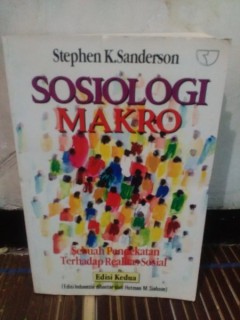 Stephen K.Sanderson
SOSIOLOGI
MAKRO
Sebuah Pendekatan
Terhadap Realitas Sosial
Edisi Kedua